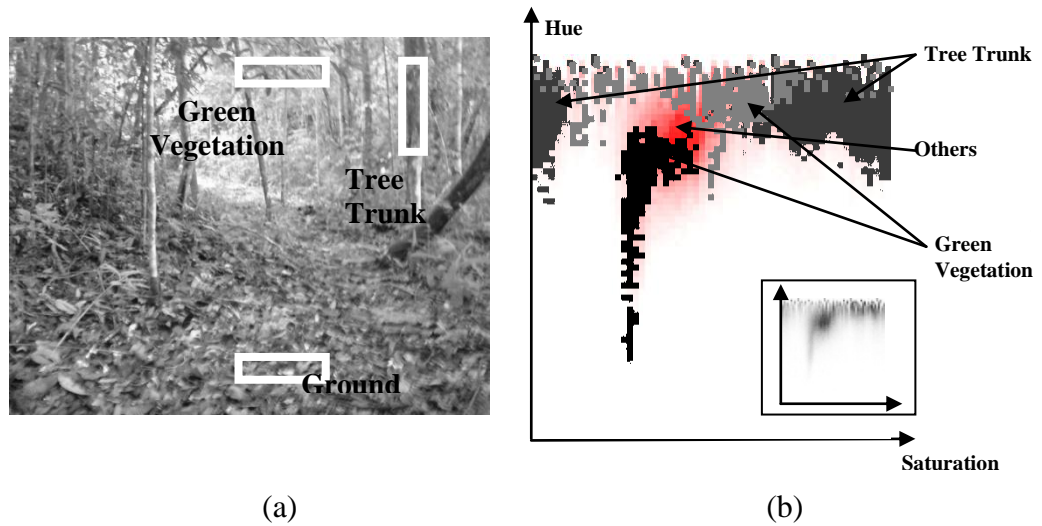 Green
Vegetation
Tree
Trunk
Ground
(a)
Hue
Tree Trunk
Others
Green
Vegetation
Saturation
(b)